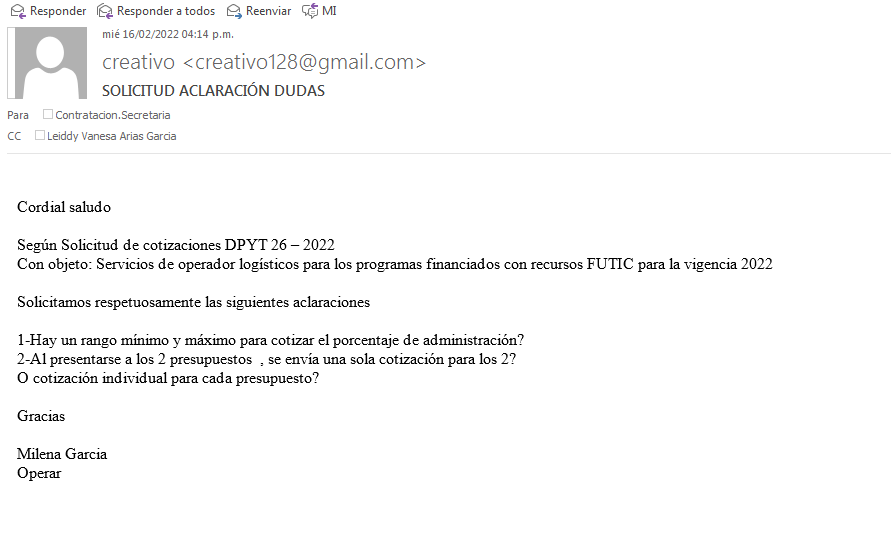 Responder Responder a todos Reenviar MI
mié 16/02/2022 04:14 p.m.
creativo <creativo128@gmail.com>
SOLICITUD ACLARACIÓN DUDAS
Para Contratacion.Secretaria
CC Leiddy Vanesa Arias Garcia
Cordial saludo
Según Solicitud de cotizaciones DPYT 26 – 2022
Con objeto: Servicios de operador logísticos para los programas financiados con recursos FUTIC para la vigencia 2022
Solicitamos respetuosamente las siguientes aclaraciones
1-Hay un rango mínimo y máximo para cotizar el porcentaje de administración?
2-Al presentarse a los 2 presupuestos , se envía una sola cotización para los 2?
O cotización individual para cada presupuesto?
Gracias
Milena Garcia
Operar